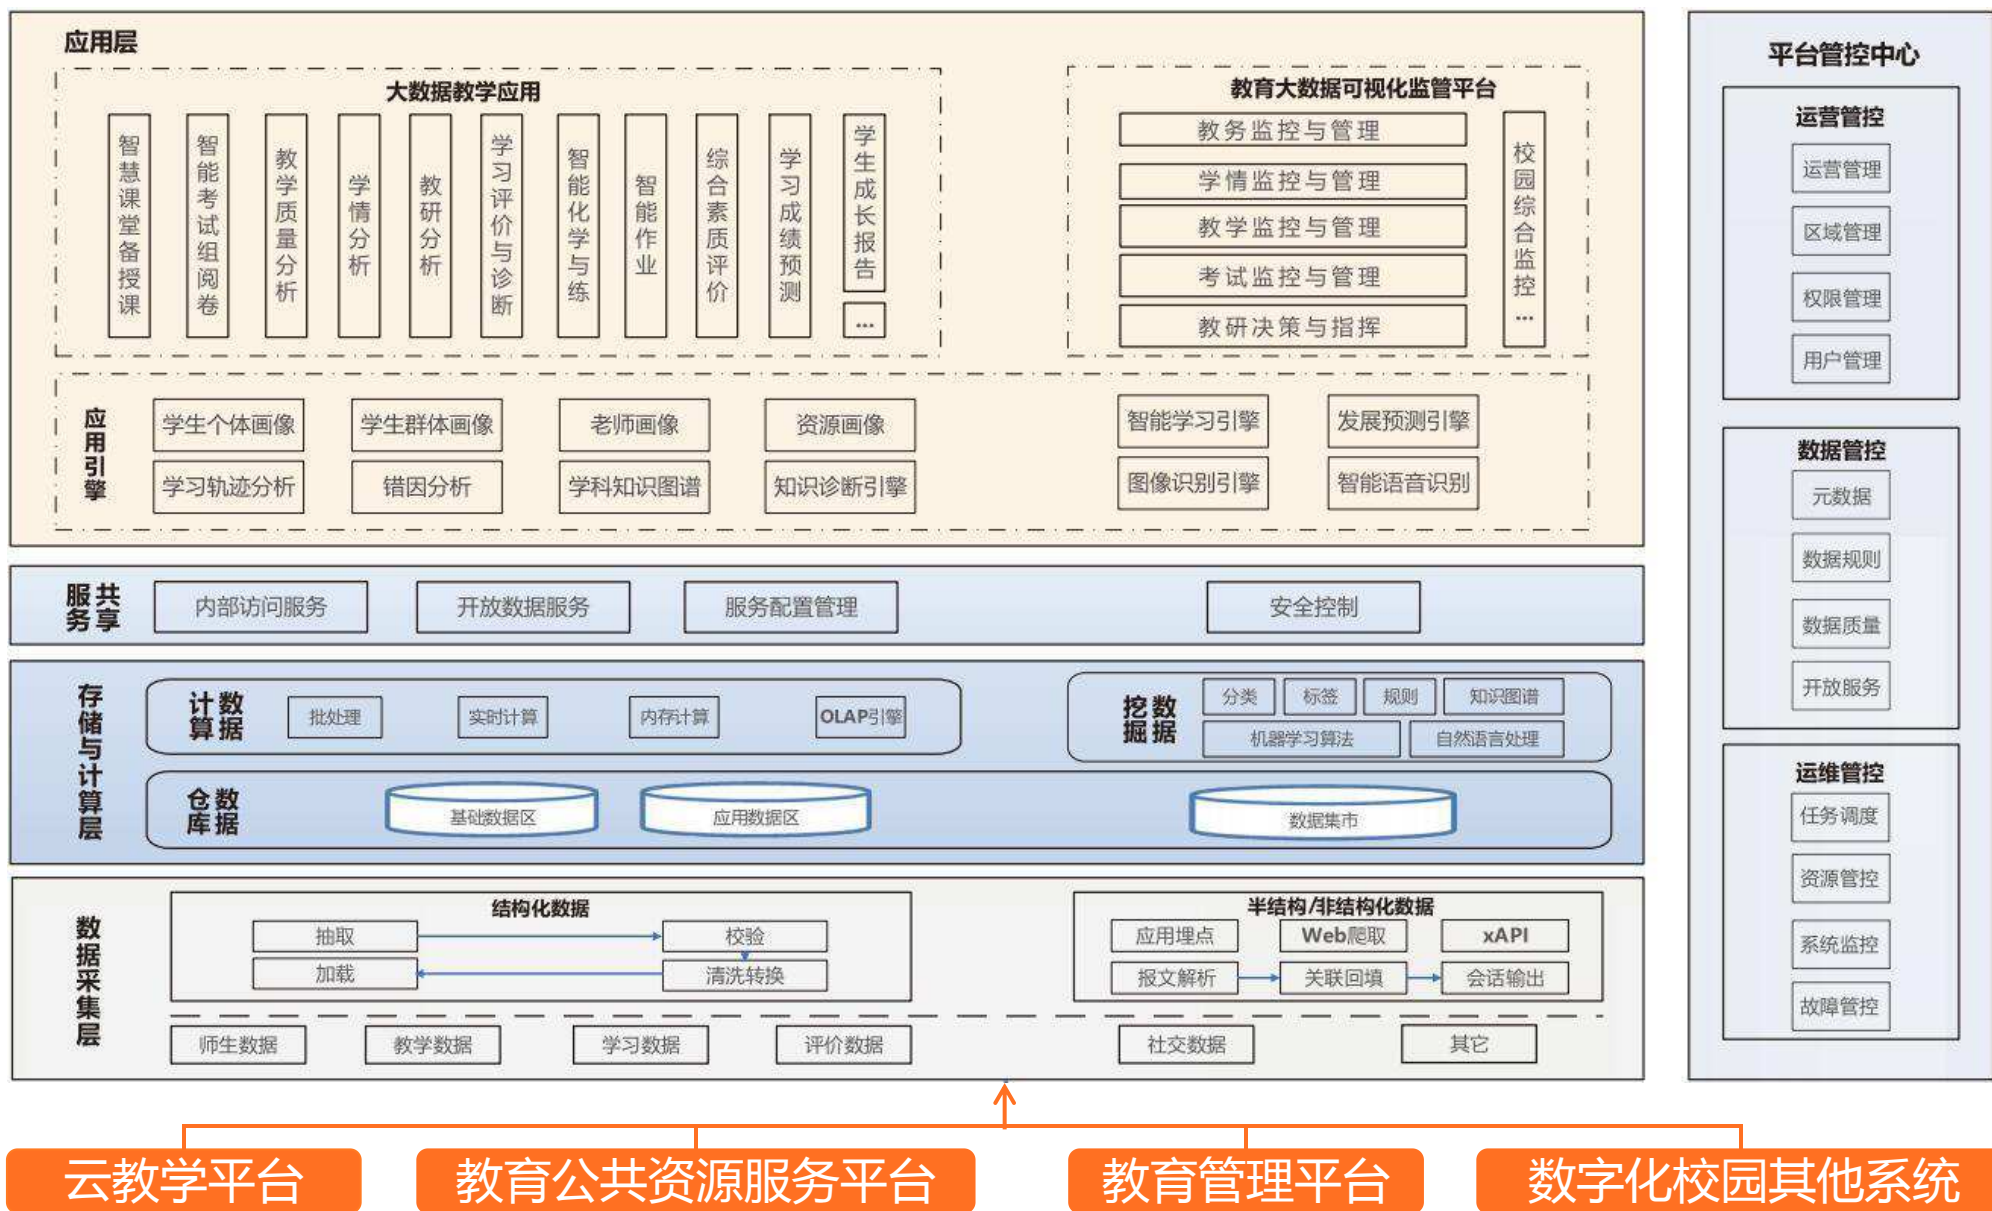 应用层
大数据教学应用
智慧课堂备授课
智能考试组阅卷
教学质量分析
学情分析
教研分析
学习评价与诊断
智能化学与练
智能作业
综合素质评价
学习成绩预测
学生成长报告
...
教育大数据可视化监管平台
教务监控与管理
学情监控与管理
教学监控与管理
考试监控与管理
教研决策与指挥
校园综合监控...
应用引擎
学生个体画像
学生群体画像
老师画像
资源画像
智能学习引擎
发展预测引擎
学习轨迹分析
错因分析
学科知识图谱
知识诊断引擎
图像识别引擎
智能语音识别
共享服务
内部访问服务
开放数据服务
服务配置管理
安全控制
存储与计算层
数据计算
批处理
实时计算
内存计算
OLAP引擎
数据挖掘
分类
标签
规则
知识图谱
机器学习算法
自然语言处理
数据仓库
基础数据区
应用数据区
数据集市
数据采集层
结构化数据
抽取
校验
加载
清洗转换
半结构/非结构化数据
应用埋点
Web爬取
xAPI
报文解析
关联回填
会话输出
师生数据
教学数据
学习数据
评价数据
社交数据
其它
平台管控中心
运营管控
运营管理
区域管理
权限管理
用户管理
数据管控
元数据
数据规则
数据质量
开放服务
运维管控
任务调度
资源管控
系统监控
故障管控
云教学平台
教育公共资源服务平台
教育管理平台
数字化校园其他系统